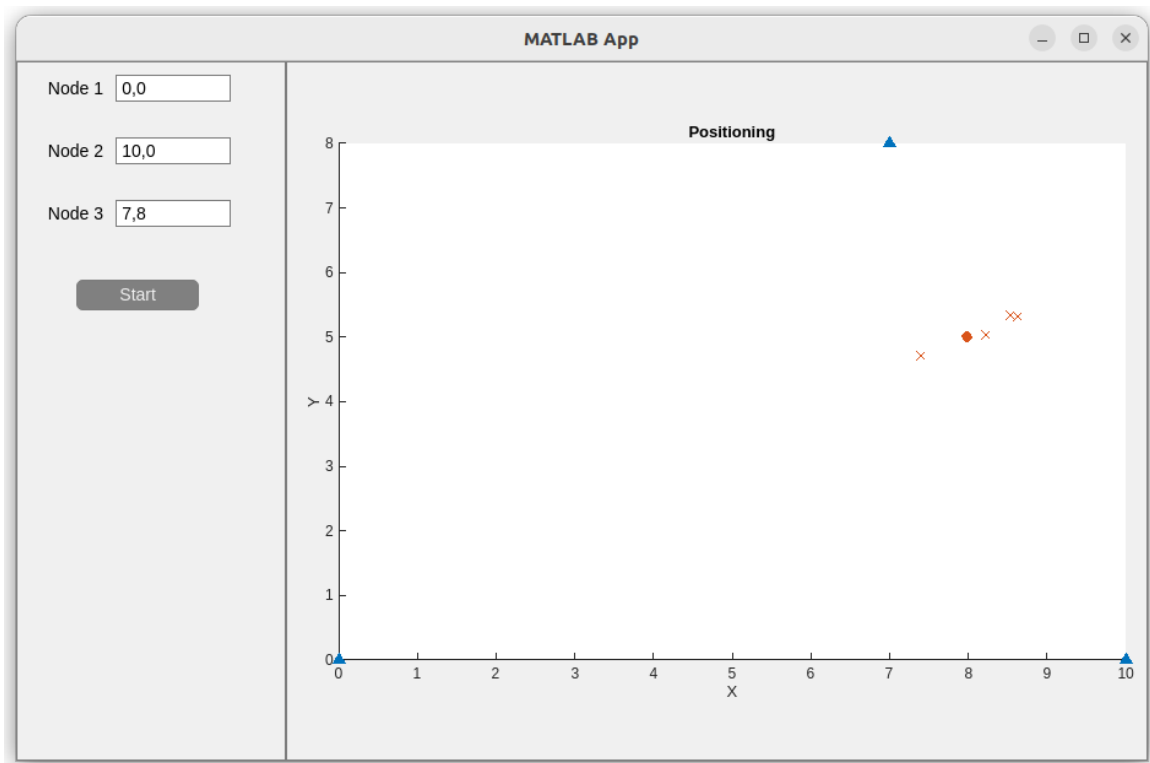 MATLAB App
Node 1 0,0
Node 2 10,0
Node 3 7,8
Start
Positioning
8
7
6
5
Y 4
3
2
1
0
0 1 2 3 4 5 6 7 8 9 10
X